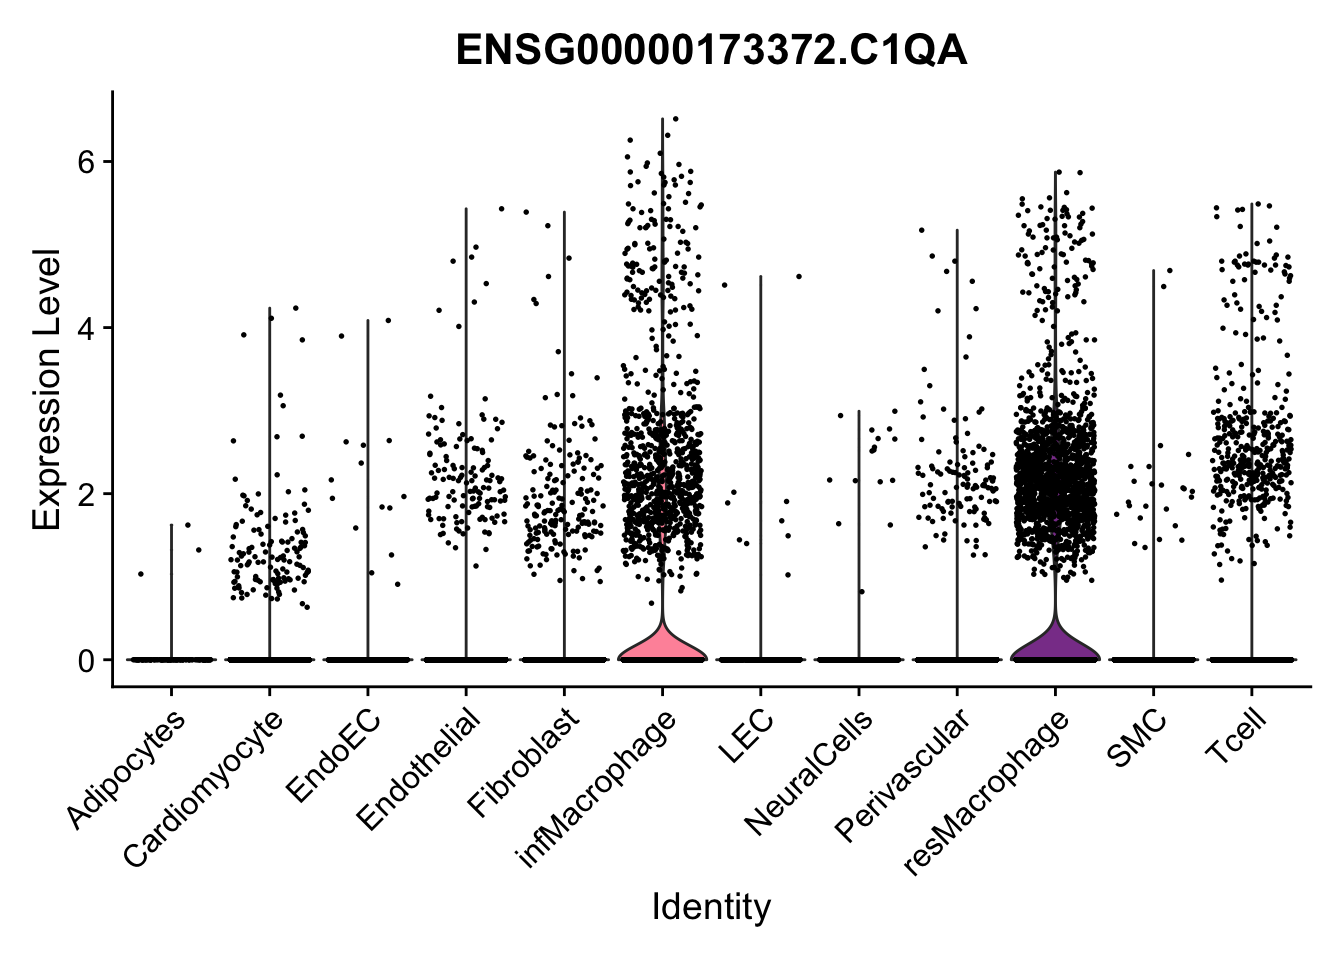 ENSG00000173372.C1QA
Expression Level
6
4
2
0
Adipocytes
Cardiomyocyte
EndoEC
Endothelial
Fibroblast
infMacrophage
LEC
NeuralCells
Perivascular
resMacrophage
SMC
Tcell
Identity